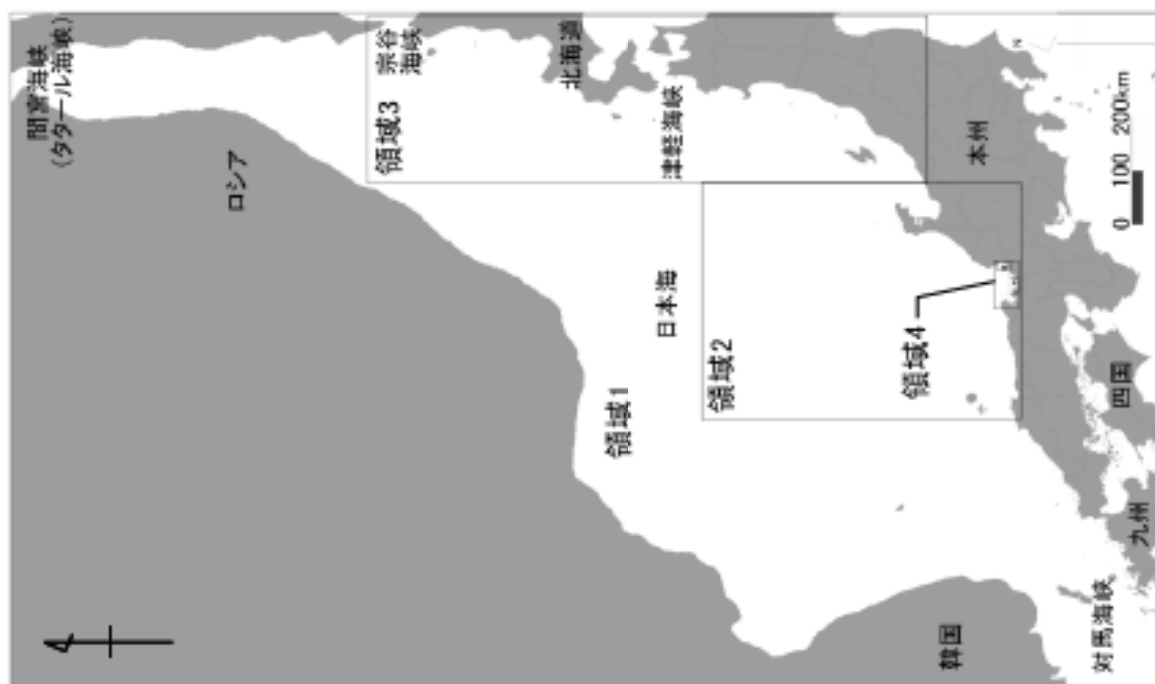 間宮海峡
(タタール海峡)
ロシア
宗谷
海峡
領域3
北海道
津軽海峡
日本海
領域1
領域2
領域4
本州
四国
九州
韓国
対馬海峡
0 100 200km